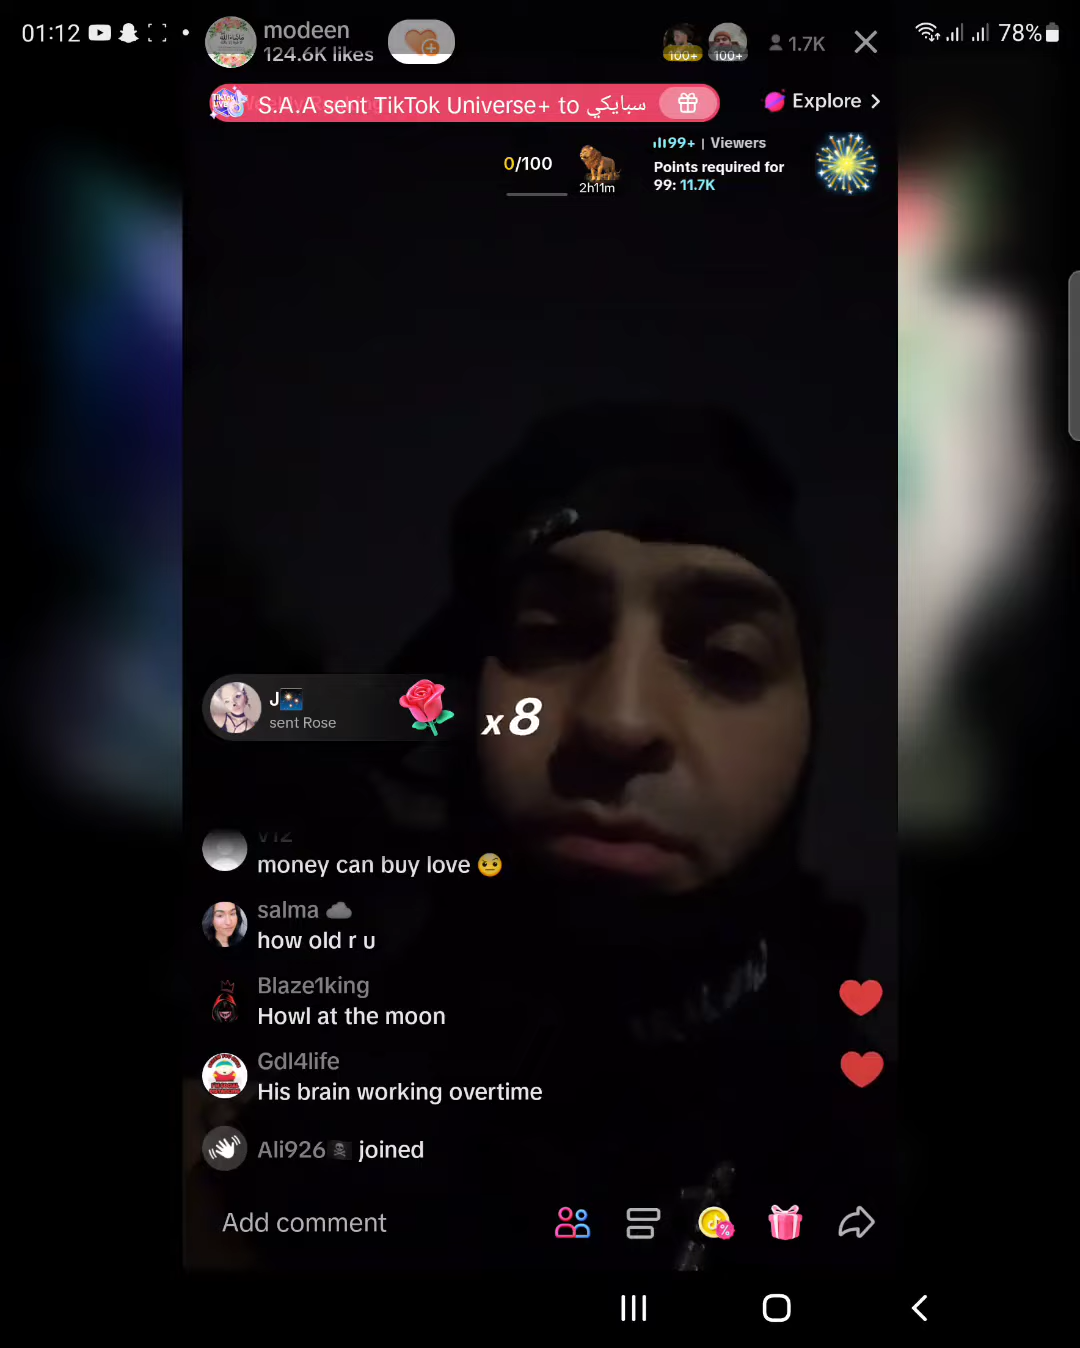 01:12
78%
modeen
124.6K likes
100+
100+
1.7K
S.A.A sent TikTok Universe+ to سبايكي
Explore
0/100
2h11m
99+ | Viewers
Points required for
99: 11.7K
J
sent Rose
x8
v12
money can buy love 🤨
salma ☁️
how old r u
Blaze1king
Howl at the moon
Gdl4life
His brain working overtime
Ali926🏴‍☠️ joined
Add comment